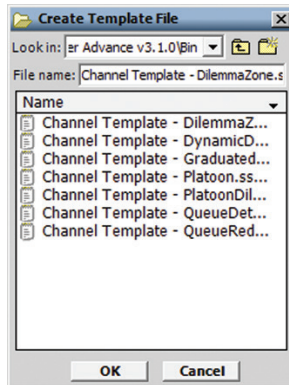 Create Template File
Look in: er Advance v3.1.0\Bin
File name: Channel Template - DilemmaZone.s
Name
Channel Template - DilemmaZ...
Channel Template - DynamicD...
Channel Template - Graduated...
Channel Template - Platoon.ss...
Channel Template - PlatoonDil...
Channel Template - QueueDet...
Channel Template - QueueRed...
OK Cancel